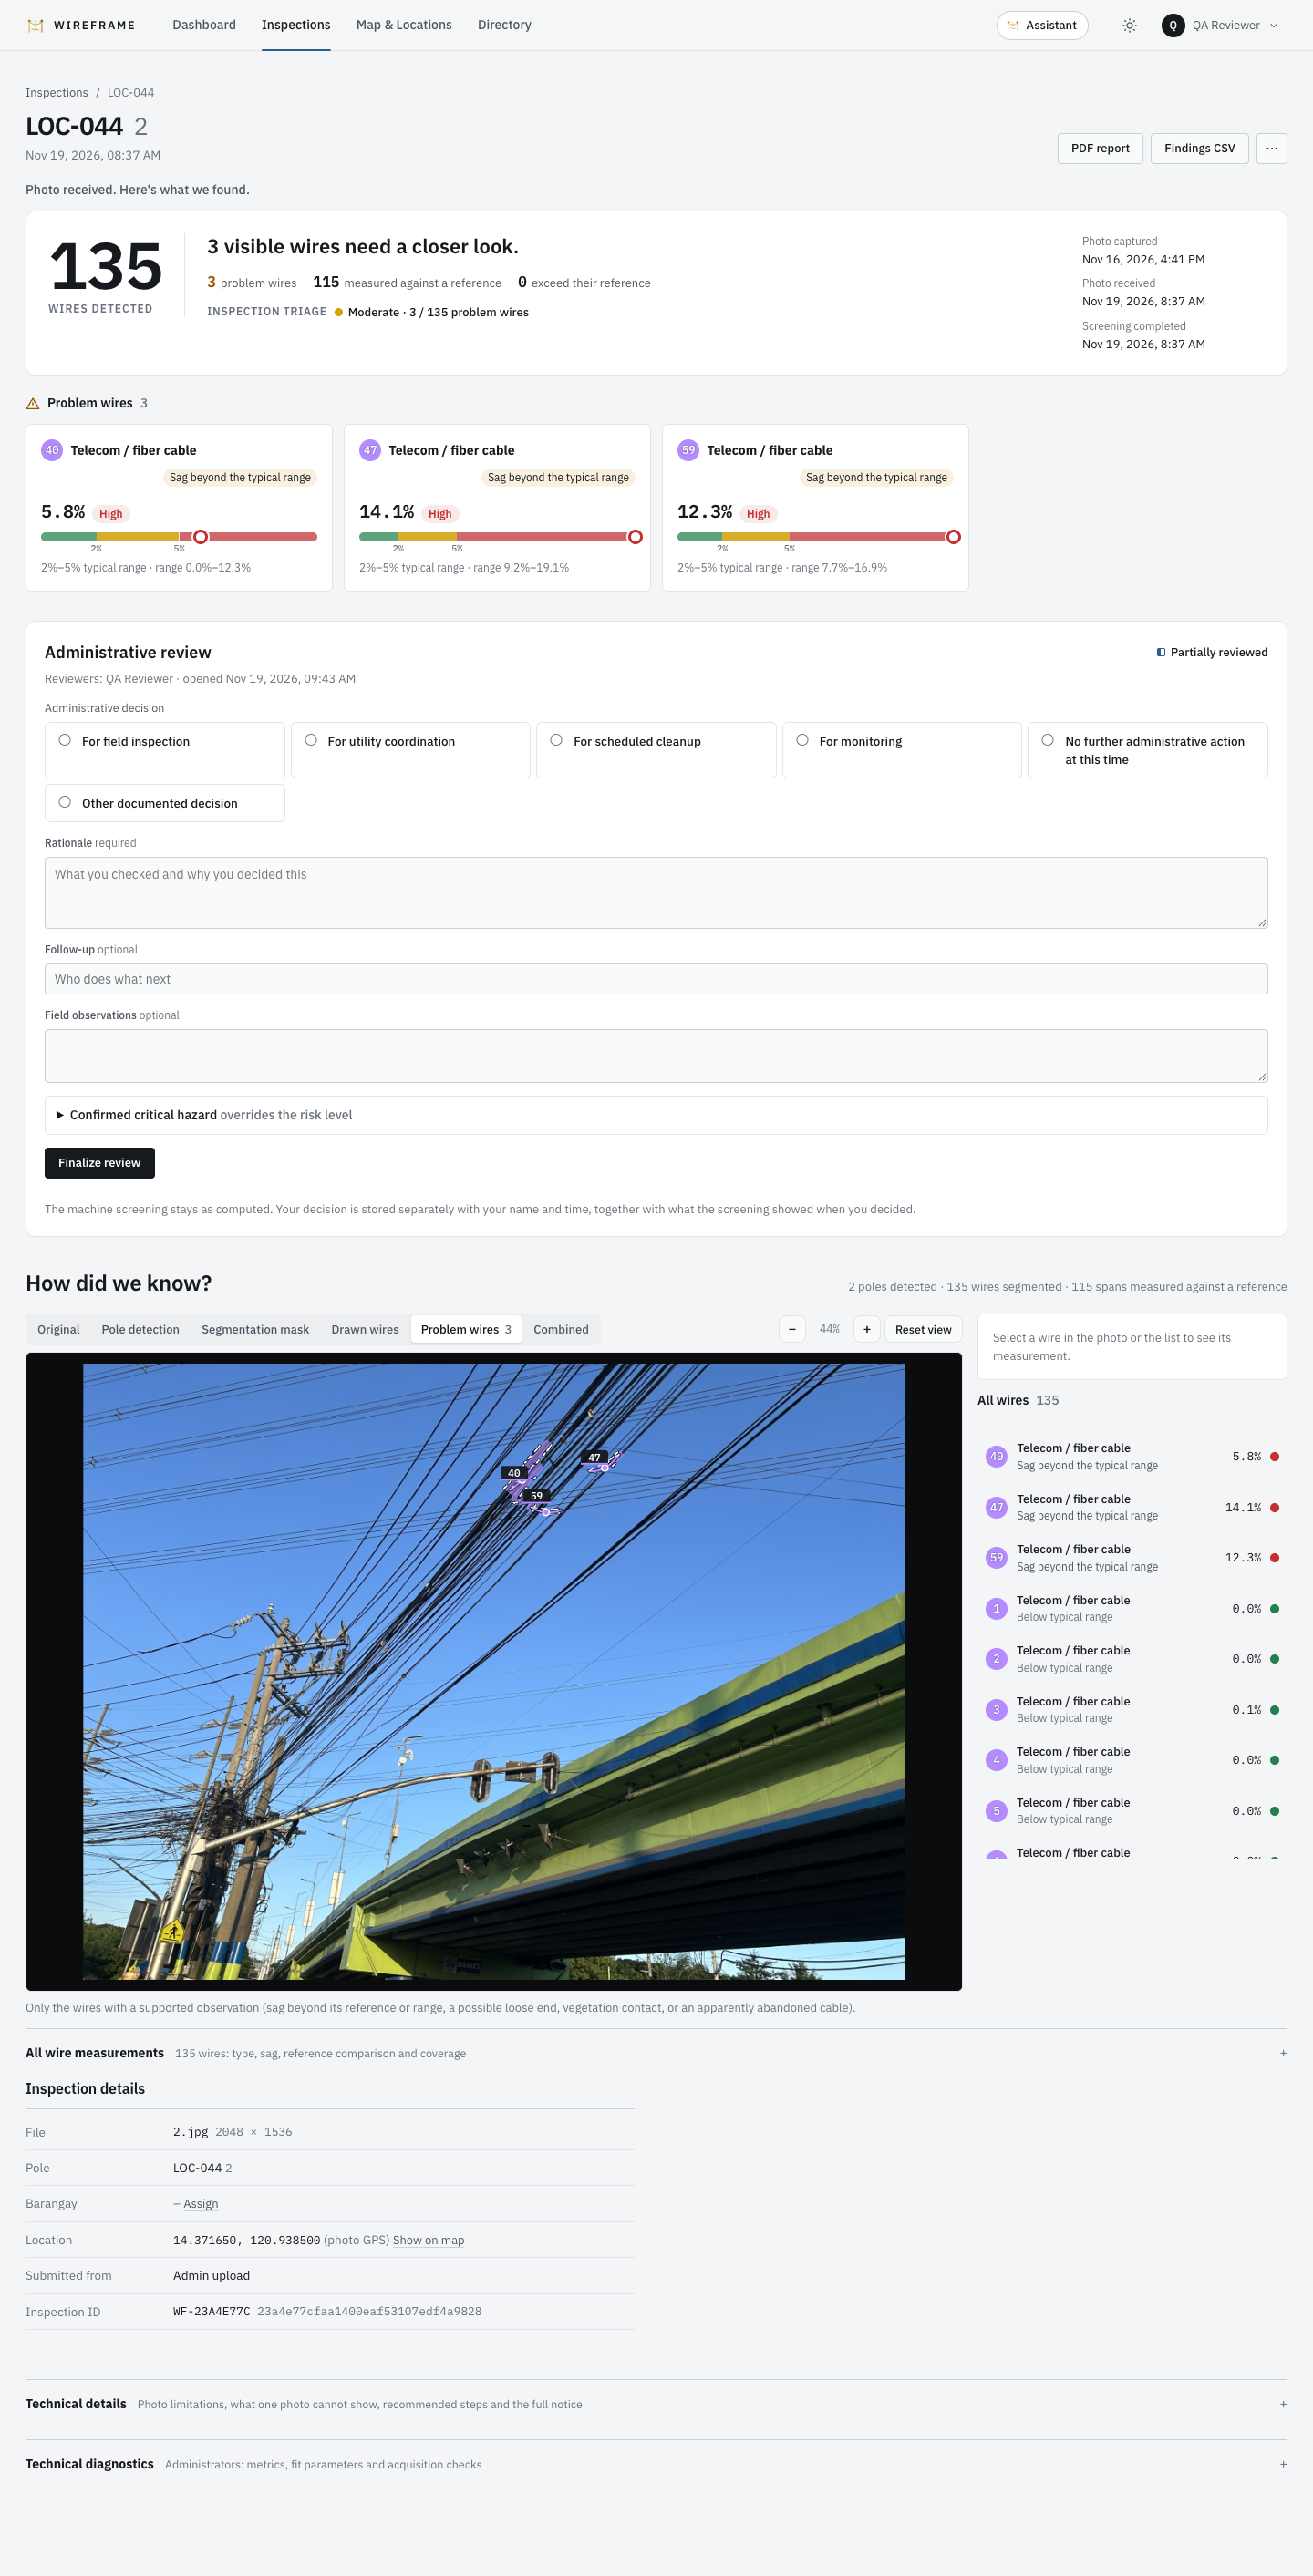 WIREFRAME
Dashboard
Inspections
Map & Locations
Directory
Assistant
Q
QA Reviewer
Inspections / LOC-044
LOC-044 2
Nov 19, 2026, 08:37 AM
PDF report
Findings CSV
...
Photo received. Here's what we found.
135
WIRES DETECTED
3 visible wires need a closer look.
3 problem wires 115 measured against a reference 0 exceed their reference
INSPECTION TRIAGE Moderate · 3 / 135 problem wires
Photo captured
Nov 16, 2026, 4:41 PM
Photo received
Nov 19, 2026, 8:37 AM
Screening completed
Nov 19, 2026, 8:37 AM
Problem wires 3
40 Telecom / fiber cable
Sag beyond the typical range
5.8% High
2% 5%
2%–5% typical range · range 0.0%–12.3%
47 Telecom / fiber cable
Sag beyond the typical range
14.1% High
2% 5%
2%–5% typical range · range 9.2%–19.1%
59 Telecom / fiber cable
Sag beyond the typical range
12.3% High
2% 5%
2%–5% typical range · range 7.7%–16.9%
Administrative review
Partially reviewed
Reviewers: QA Reviewer · opened Nov 19, 2026, 09:43 AM
Administrative decision
For field inspection
For utility coordination
For scheduled cleanup
For monitoring
No further administrative action
at this time
Other documented decision
Rationale required
What you checked and why you decided this
Follow-up optional
Who does what next
Field observations optional
Confirmed critical hazard overrides the risk level
Finalize review
The machine screening stays as computed. Your decision is stored separately with your name and time, together with what the screening showed when you decided.
How did we know?
2 poles detected · 135 wires segmented · 115 spans measured against a reference
Original
Pole detection
Segmentation mask
Drawn wires
Problem wires 3
Combined
− 44% + Reset view
40
47
59
Select a wire in the photo or the list to see its
measurement.
All wires 135
40 Telecom / fiber cable 5.8%
Sag beyond the typical range
47 Telecom / fiber cable 14.1%
Sag beyond the typical range
59 Telecom / fiber cable 12.3%
Sag beyond the typical range
1 Telecom / fiber cable 0.0%
Below typical range
2 Telecom / fiber cable 0.0%
Below typical range
3 Telecom / fiber cable 0.1%
Below typical range
4 Telecom / fiber cable 0.0%
Below typical range
5 Telecom / fiber cable 0.0%
Below typical range
Telecom / fiber cable
Only the wires with a supported observation (sag beyond its reference or range, a possible loose end, vegetation contact, or an apparently abandoned cable).
All wire measurements 135 wires: type, sag, reference comparison and coverage +
Inspection details
File 2.jpg 2048 × 1536
Pole LOC-044 2
Barangay – Assign
Location 14.371650, 120.938500 (photo GPS) Show on map
Submitted from Admin upload
Inspection ID WF-23A4E77C 23a4e77cfaa1400eaf53107edf4a9828
Technical details Photo limitations, what one photo cannot show, recommended steps and the full notice +
Technical diagnostics Administrators: metrics, fit parameters and acquisition checks +